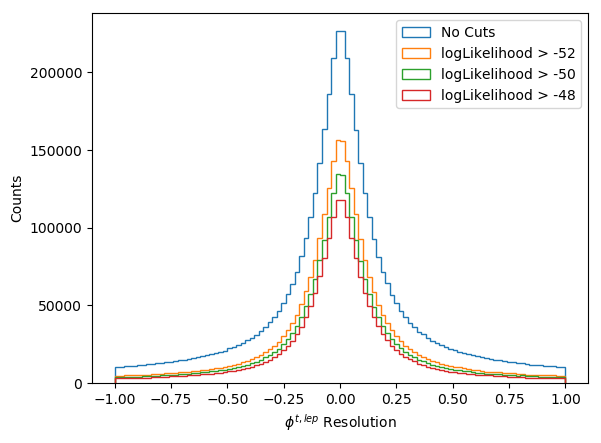 No Cuts
logLikelihood > -52
logLikelihood > -50
logLikelihood > -48
Counts
200000
150000
100000
50000
0
−1.00 −0.75 −0.50 −0.25 0.00 0.25 0.50 0.75 1.00
ϕ^{t, lep} Resolution